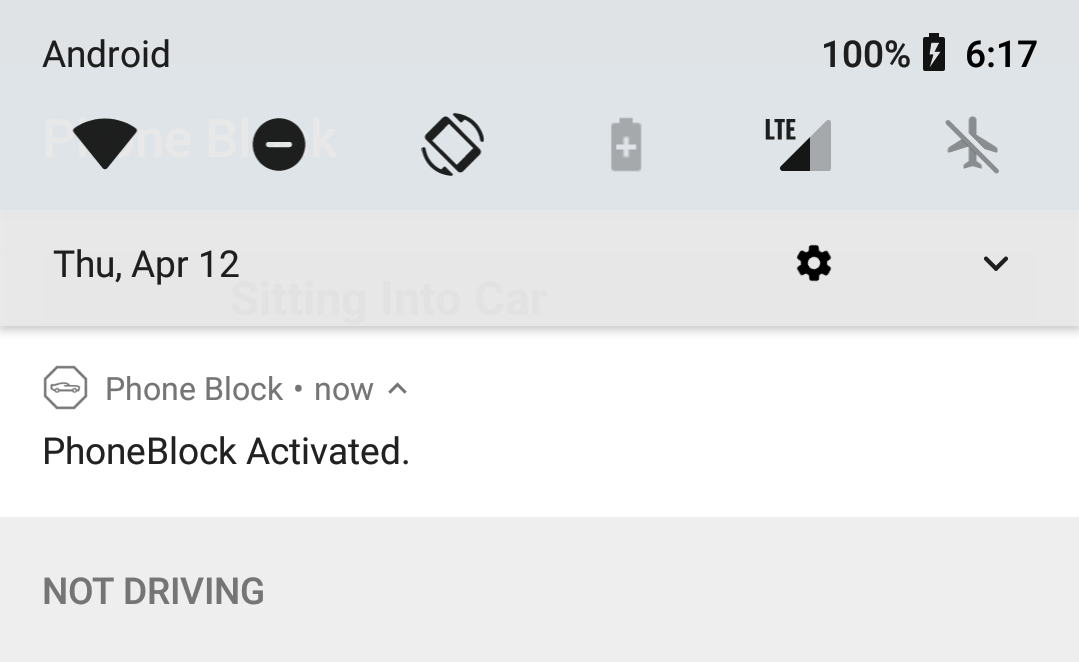 Android 100% 6:17
Phone Block
LTE
Thu, Apr 12
Sitting Into Car
Phone Block • now
PhoneBlock Activated.
NOT DRIVING